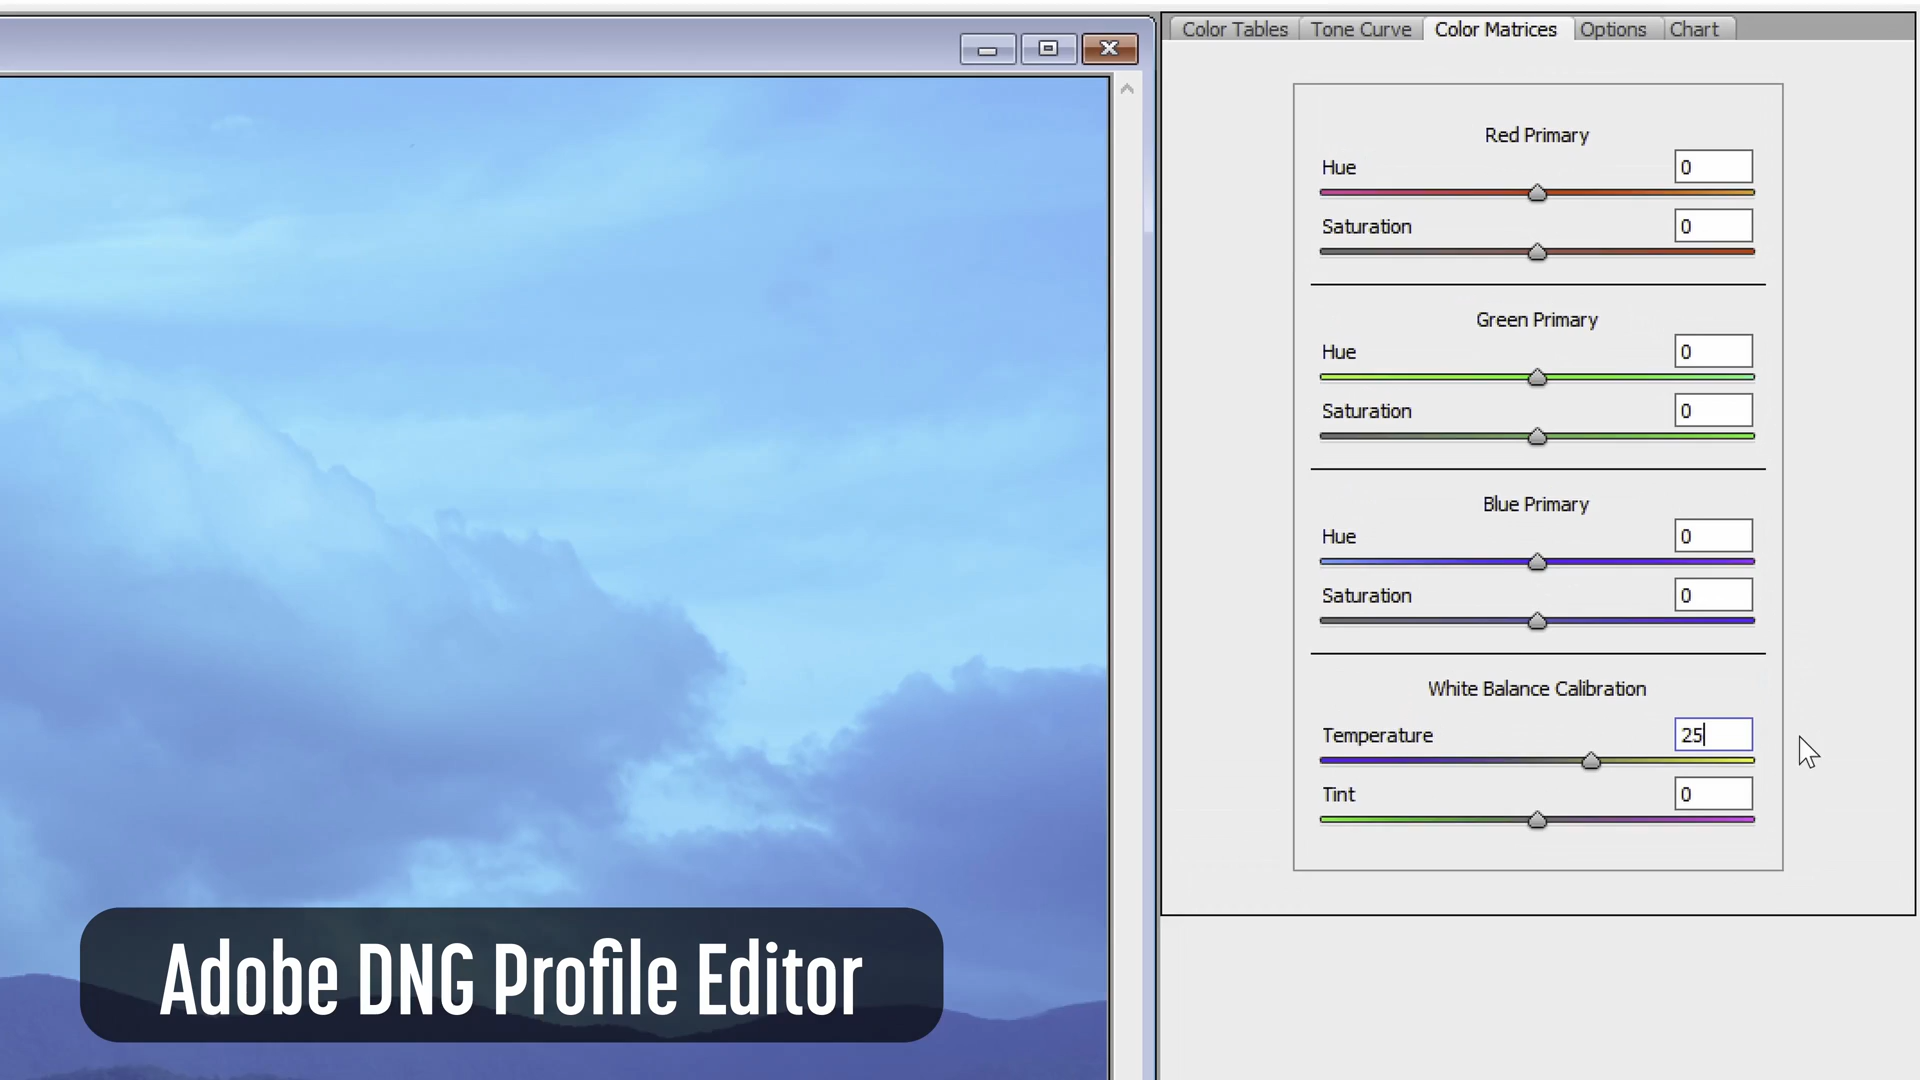 Color Tables
Tone Curve
Color Matrices
Options
Chart
Red Primary
Hue 0
Saturation 0
Green Primary
Hue 0
Saturation 0
Blue Primary
Hue 0
Saturation 0
White Balance Calibration
Temperature 25
Tint 0
Adobe DNG Profile Editor